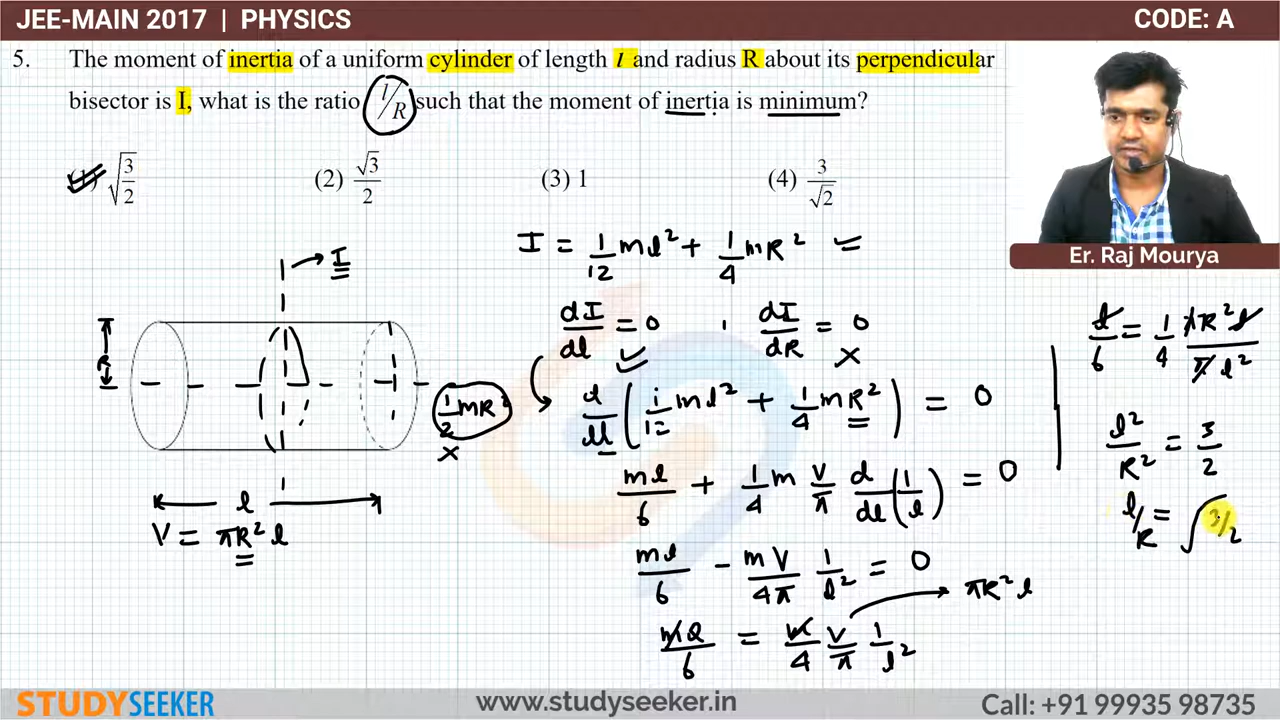 JEE-MAIN 2017 | PHYSICS
CODE: A
5. The moment of inertia of a uniform cylinder of length l and radius R about its perpendicular
bisector is I, what is the ratio l/R such that the moment of inertia is minimum?
√(3/2)
(2) √3/2
(3) 1
(4) 3/√2
Er. Raj Mourya
I
R
l
V = πR²l
1/2 mR²
x
I = 1/12 ml² + 1/4 mR²
dI/dl = 0 , dI/dR = 0
x
d/dl (1/12 ml² + 1/4 mR²) = 0
ml/6 + 1/4 m V/π d/dl (1/l) = 0
ml/6 - mV/4π 1/l² = 0
πR²l
ml/6 = m/4 V/π 1/l²
l/6 = 1/4 πR²l/πl²
l²/R² = 3/2
l/R = √3/2
STUDYSEEKER
www.studyseeker.in
Call: +91 99935 98735